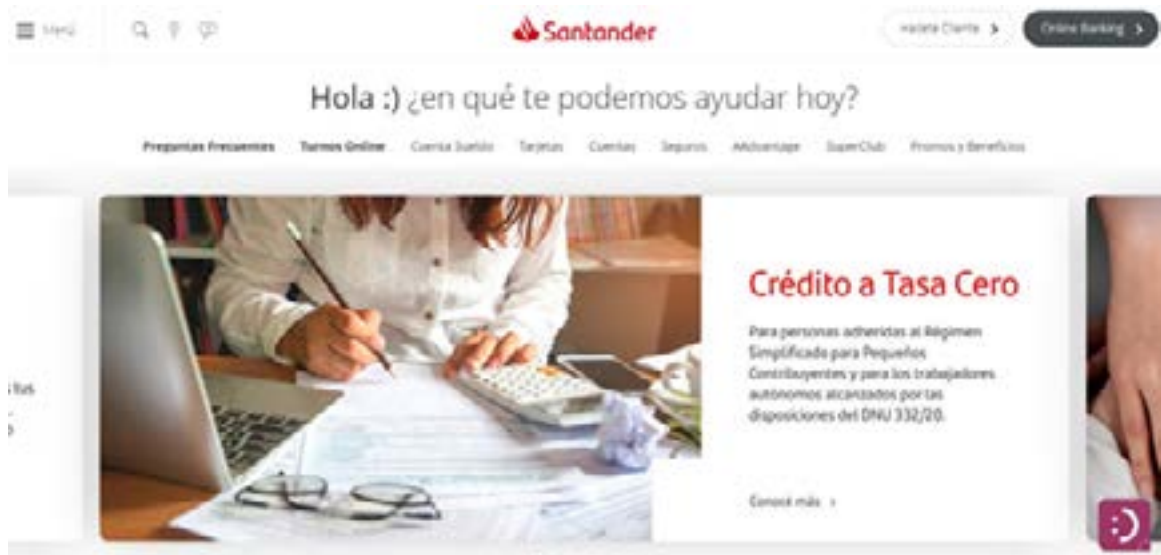 Menú
Santander
Hacete Cliente
Online Banking
Hola :) ¿en qué te podemos ayudar hoy?
Preguntas Frecuentes Turnos Online Cuenta Sueldo Tarjetas Cuentas Seguros AAdvantage SuperClub Promos y Beneficios
Crédito a Tasa Cero
Para personas adheridas al Régimen
Simplificado para Pequeños
Contribuyentes y para los trabajadores
autónomos alcanzados por las
disposiciones del DNU 332/20.
s tus
Conocé más
:)